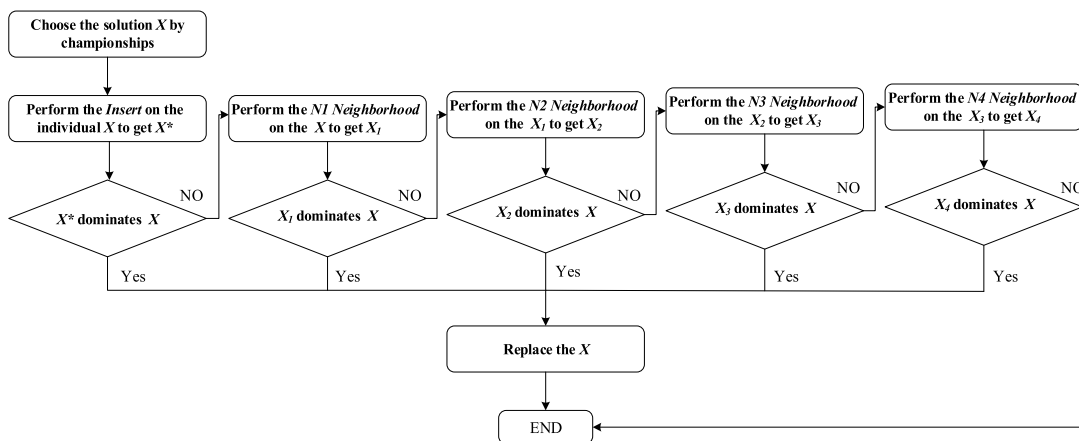 Choose the solution X by
championships
Perform the Insert on the
individual X to get X*
Perform the N1 Neighborhood
on the X to get X1
Perform the N2 Neighborhood
on the X1 to get X2
Perform the N3 Neighborhood
on the X2 to get X3
Perform the N4 Neighborhood
on the X3 to get X4
X* dominates X
NO
X1 dominates X
NO
X2 dominates X
NO
X3 dominates X
NO
X4 dominates X
NO
Yes
Yes
Yes
Yes
Yes
Replace the X
END